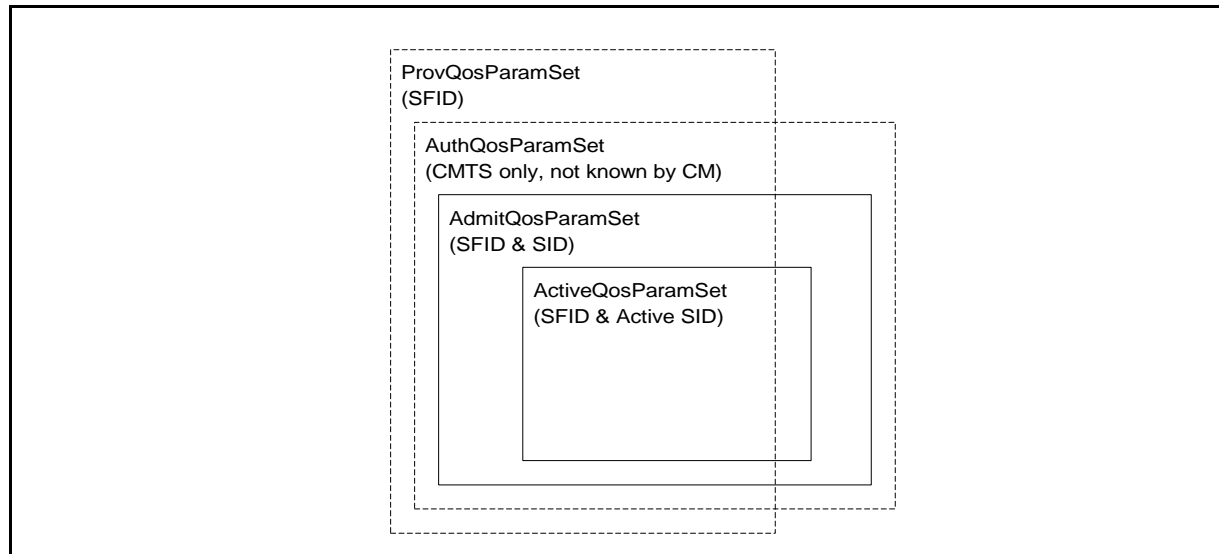 ProvQosParamSet
(SFID)
AuthQosParamSet
(CMTS only, not known by CM)
AdmitQosParamSet
(SFID & SID)
ActiveQosParamSet
(SFID & Active SID)